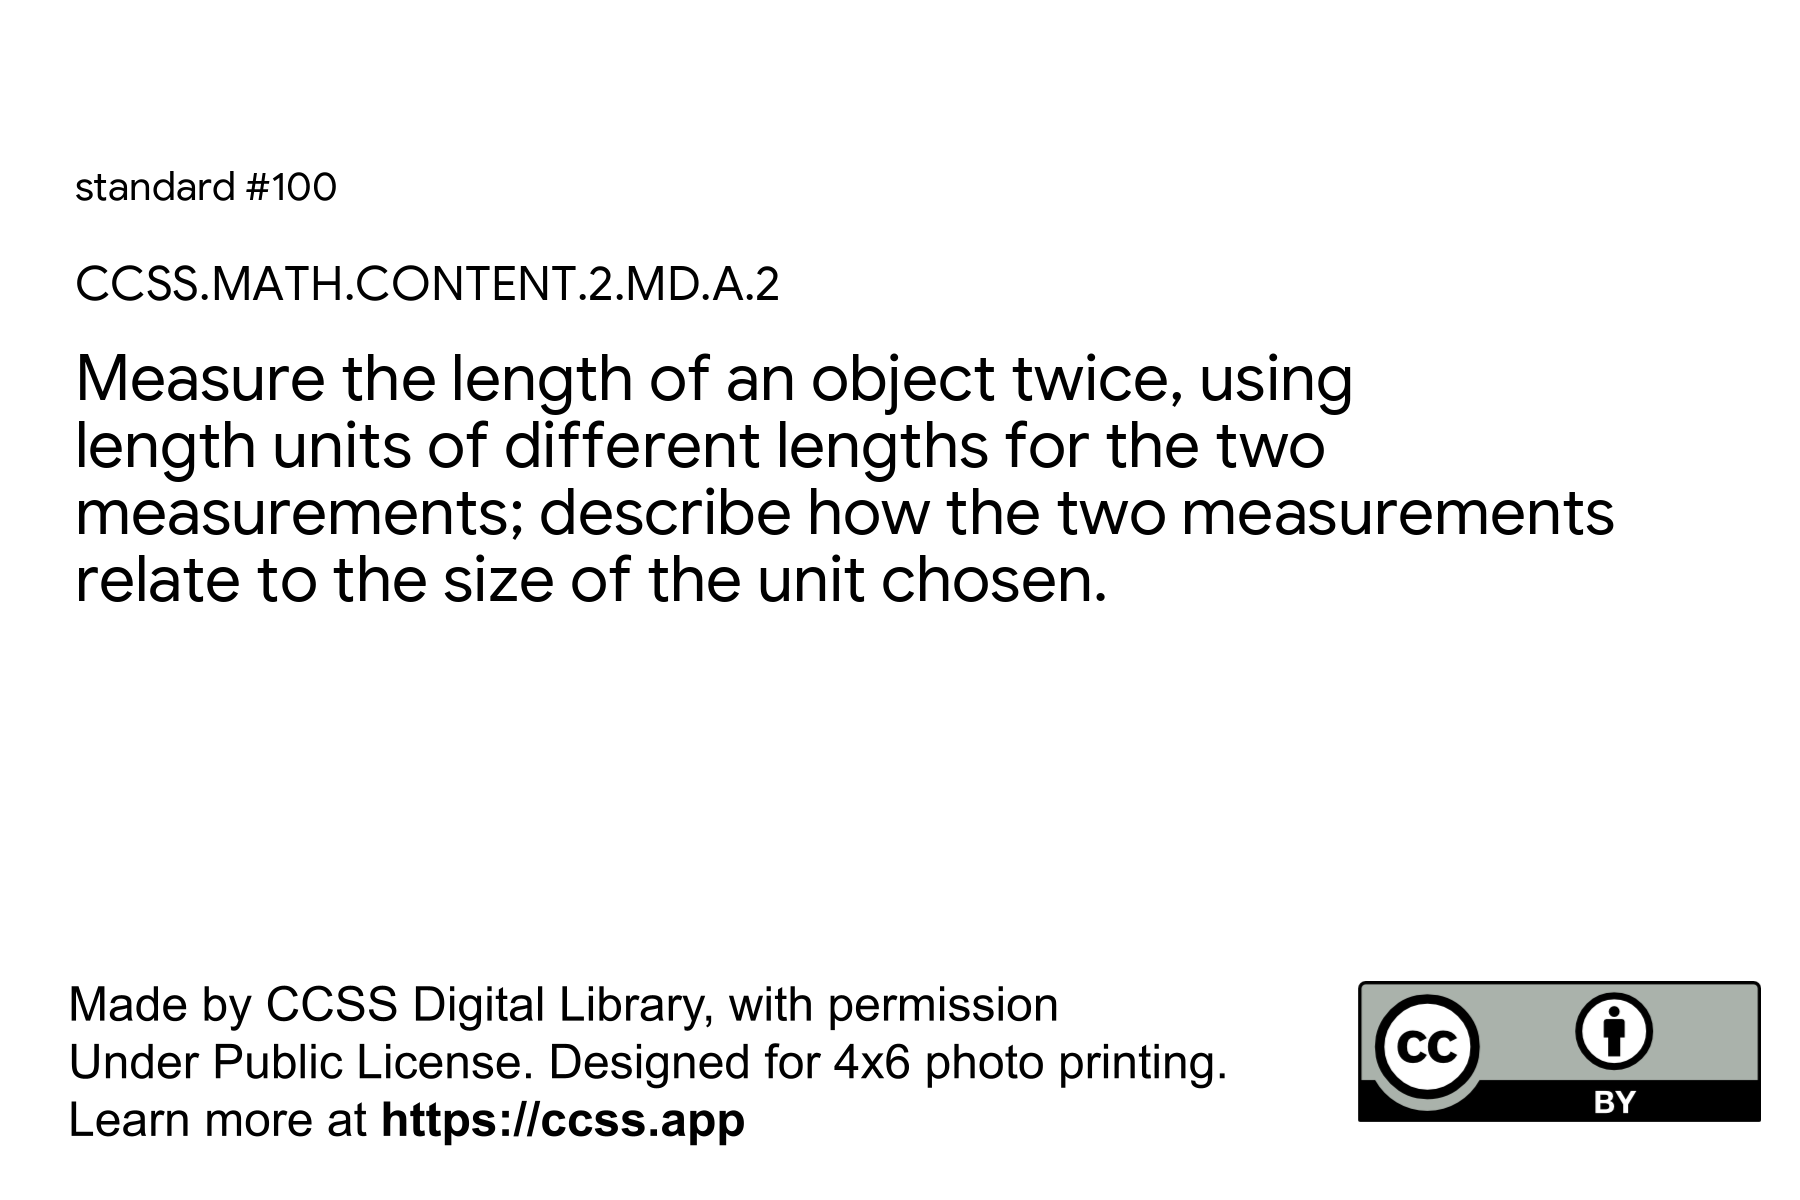 standard #100
CCSS.MATH.CONTENT.2.MD.A.2
Measure the length of an object twice, using
length units of different lengths for the two
measurements; describe how the two measurements
relate to the size of the unit chosen.
Made by CCSS Digital Library, with permission
Under Public License. Designed for 4x6 photo printing.
Learn more at https://ccss.app
CC
BY